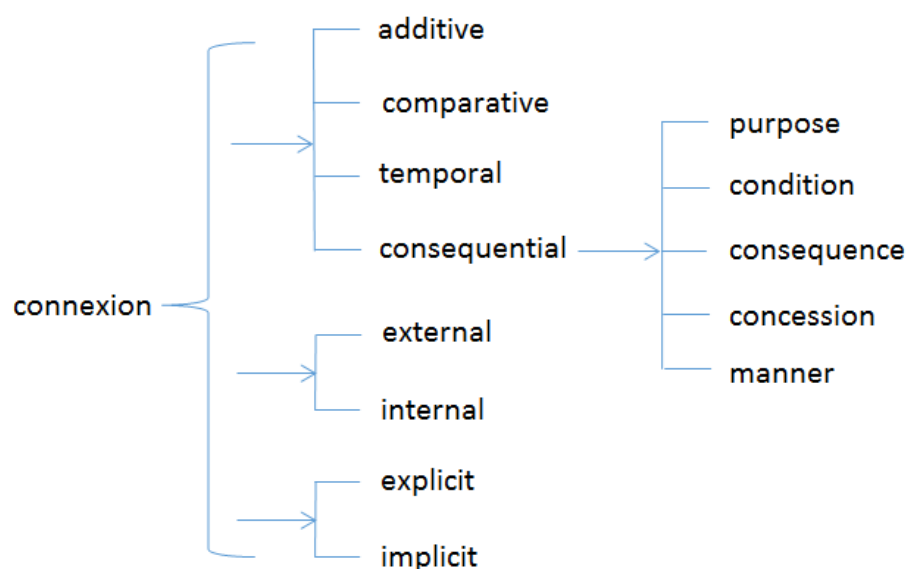 additive
comparative
temporal
consequential
purpose
condition
consequence
concession
manner
connexion
external
internal
explicit
implicit